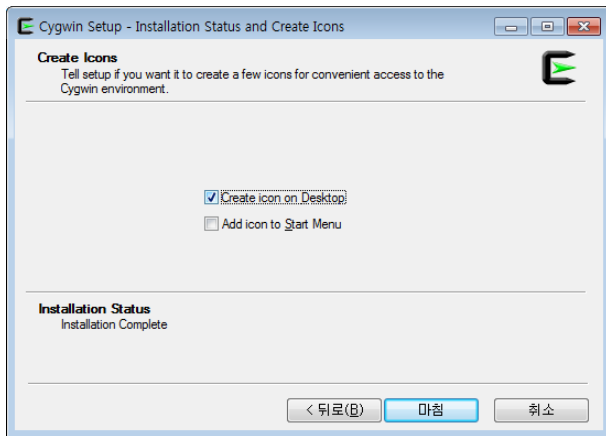 Cygwin Setup - Installation Status and Create Icons
Create Icons
Tell setup if you want it to create a few icons for convenient access to the
Cygwin environment.
Create icon on Desktop
Add icon to Start Menu
Installation Status
Installation Complete
< 뒤로(B) 마침 취소